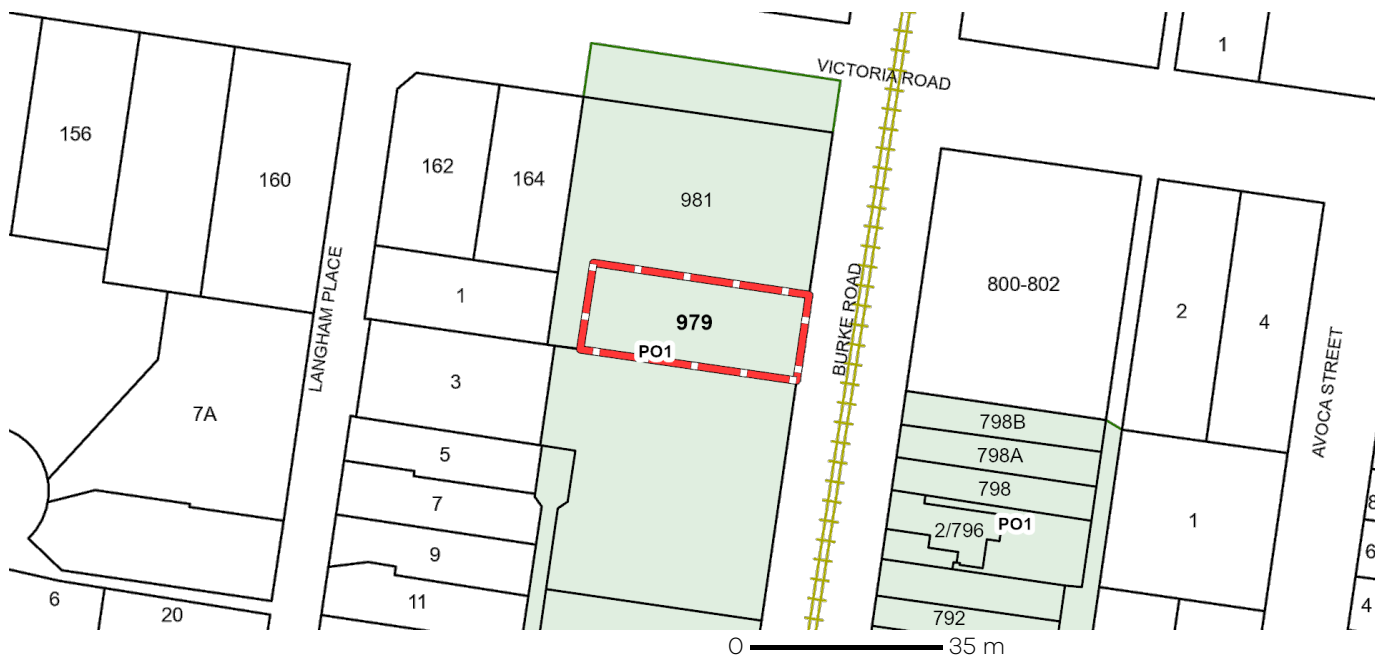 1
VICTORIA ROAD
156
162
164
160
981
800-802
LANGHAM PLACE
1
BURKE ROAD
2
4
979
PO1
AVOCA STREET
3
7A
798B
5
798A
798
7
2/796
PO1
1
8
9
6
11
6
20
792
4
0
35 m